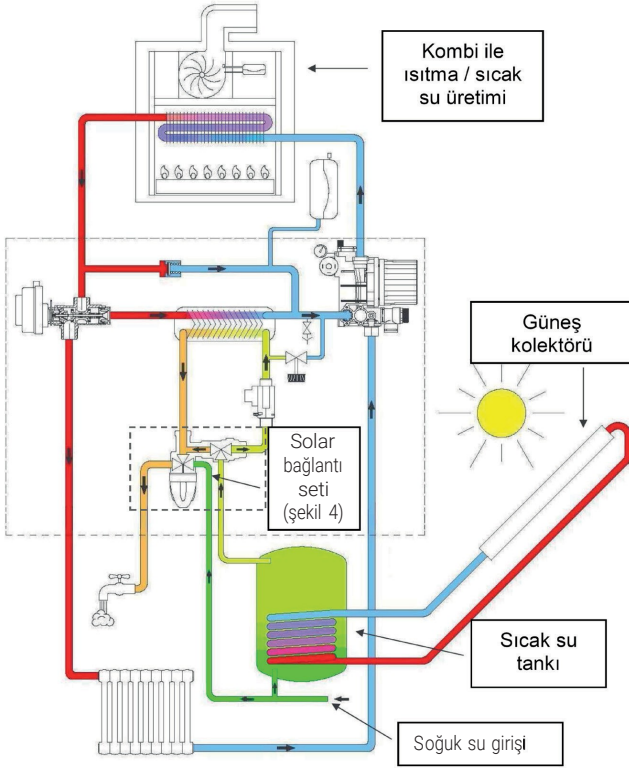 Kombi ile
ısıtma / sıcak
su üretimi
Güneş
kolektörü
Solar
bağlantı
seti
(şekil 4)
Sıcak su
tankı
Soğuk su girişi